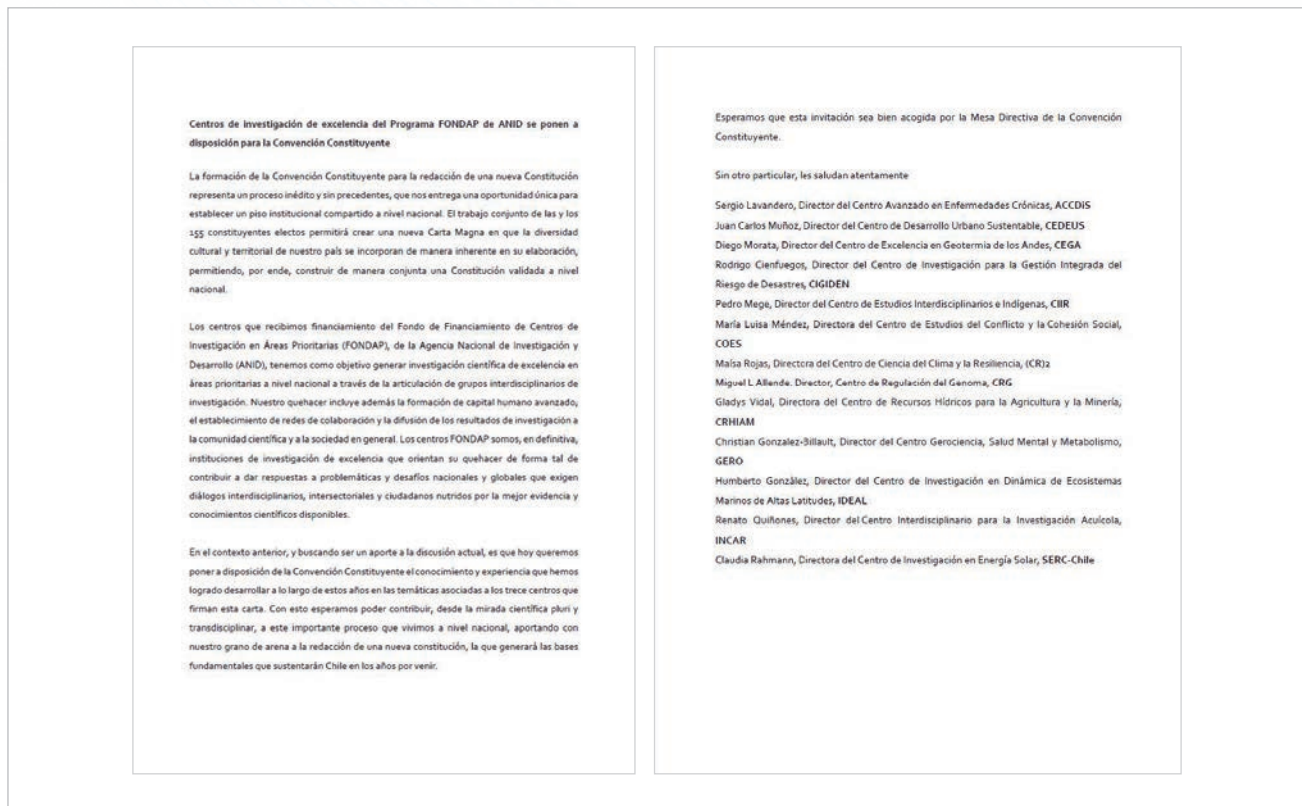 Centros de investigación de excelencia del Programa FONDAP de ANID se ponen a
disposición para la Convención Constituyente
La formación de la Convención Constituyente para la redacción de una nueva Constitución
representa un proceso inédito y sin precedentes, que nos entrega una oportunidad única para
establecer un piso institucional compartido a nivel nacional. El trabajo conjunto de las y los
155 constituyentes electos permitirá crear una nueva Carta Magna en que la diversidad
cultural y territorial de nuestro país se incorporan de manera inherente en su elaboración,
permitiendo, por ende, construir de manera conjunta una Constitución validada a nivel
nacional.
Los centros que recibimos financiamiento del Fondo de Financiamiento de Centros de
Investigación en Áreas Prioritarias (FONDAP), de la Agencia Nacional de Investigación y
Desarrollo (ANID), tenemos como objetivo generar investigación científica de excelencia en
áreas prioritarias a nivel nacional a través de la articulación de grupos interdisciplinarios de
investigación. Nuestro quehacer incluye además la formación de capital humano avanzado,
el establecimiento de redes de colaboración y la difusión de los resultados de investigación a
la comunidad científica y a la sociedad en general. Los centros FONDAP somos, en definitiva,
instituciones de investigación de excelencia que orientan su quehacer de forma tal de
contribuir a dar respuestas a problemáticas y desafíos nacionales y globales que exigen
diálogos interdisciplinarios, intersectoriales y ciudadanos nutridos por la mejor evidencia y
conocimientos científicos disponibles.
En el contexto anterior, y buscando ser un aporte a la discusión actual, es que hoy queremos
poner a disposición de la Convención Constituyente el conocimiento y experiencia que hemos
logrado desarrollar a lo largo de estos años en las temáticas asociadas a los trece centros que
firman esta carta. Con esto esperamos poder contribuir, desde la mirada científica pluri y
transdisciplinar, a este importante proceso que vivimos a nivel nacional, aportando con
nuestro grano de arena a la redacción de una nueva constitución, la que generará las bases
fundamentales que sustentarán Chile en los años por venir.
Esperamos que esta invitación sea bien acogida por la Mesa Directiva de la Convención
Constituyente.
Sin otro particular, les saludan atentamente
Sergio Lavandero, Director del Centro Avanzado en Enfermedades Crónicas, ACCDiS
Juan Carlos Muñoz, Director del Centro de Desarrollo Urbano Sustentable, CEDEUS
Diego Morata, Director del Centro de Excelencia en Geotermia de los Andes, CEGA
Rodrigo Cienfuegos, Director del Centro de Investigación para la Gestión Integrada del
Riesgo de Desastres, CIGIDEN
Pedro Mege, Director del Centro de Estudios Interdisciplinarios e Indígenas, CIIR
María Luisa Méndez, Directora del Centro de Estudios del Conflicto y la Cohesión Social,
COES
Maisa Rojas, Directora del Centro de Ciencia del Clima y la Resiliencia, (CR)2
Miguel L Allende. Director, Centro de Regulación del Genoma, CRG
Gladys Vidal, Directora del Centro de Recursos Hídricos para la Agricultura y la Minería,
CRHIAM
Christian Gonzalez-Billault, Director del Centro Gerociencia, Salud Mental y Metabolismo,
GERO
Humberto González, Director del Centro de Investigación en Dinámica de Ecosistemas
Marinos de Altas Latitudes, IDEAL
Renato Quiñones, Director del Centro Interdisciplinario para la Investigación Acuícola,
INCAR
Claudia Rahmann, Directora del Centro de Investigación en Energía Solar, SERC-Chile